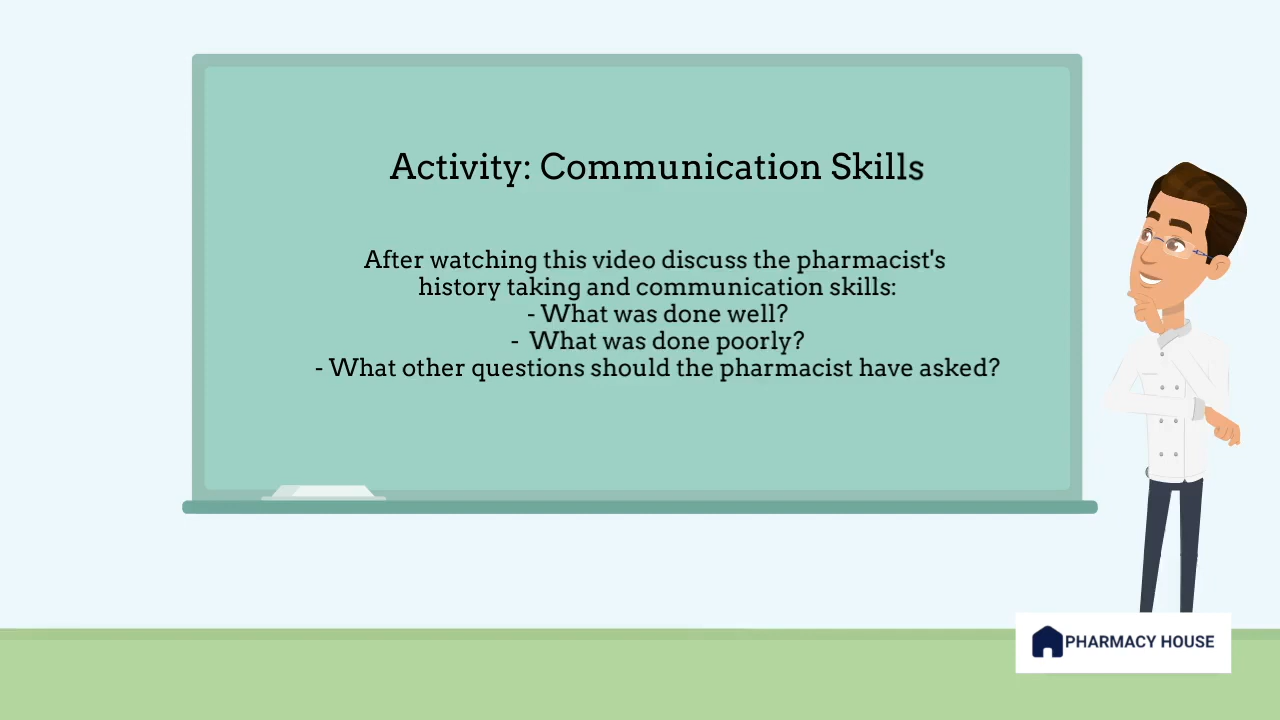 Activity: Communication Skills
After watching this video discuss the pharmacist's
history taking and communication skills:
- What was done well?
- What was done poorly?
- What other questions should the pharmacist have asked?
PHARMACY HOUSE